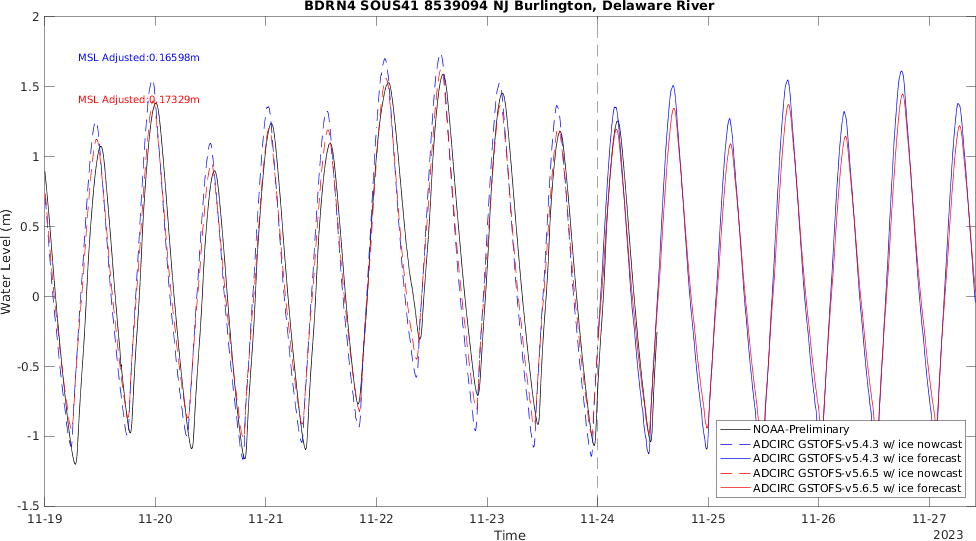 BDRN4 SOUS41 8539094 NJ Burlington, Delaware River
2
1.5
1
0.5
0
-0.5
-1
-1.5
Water Level (m)
MSL Adjusted:0.16598m
MSL Adjusted:0.17329m
NOAA-Preliminary
ADCIRC GSTOFS-v5.4.3 w/ ice nowcast
ADCIRC GSTOFS-v5.4.3 w/ ice forecast
ADCIRC GSTOFS-v5.6.5 w/ ice nowcast
ADCIRC GSTOFS-v5.6.5 w/ ice forecast
11-19 11-20 11-21 11-22 11-23 11-24 11-25 11-26 11-27
Time
2023